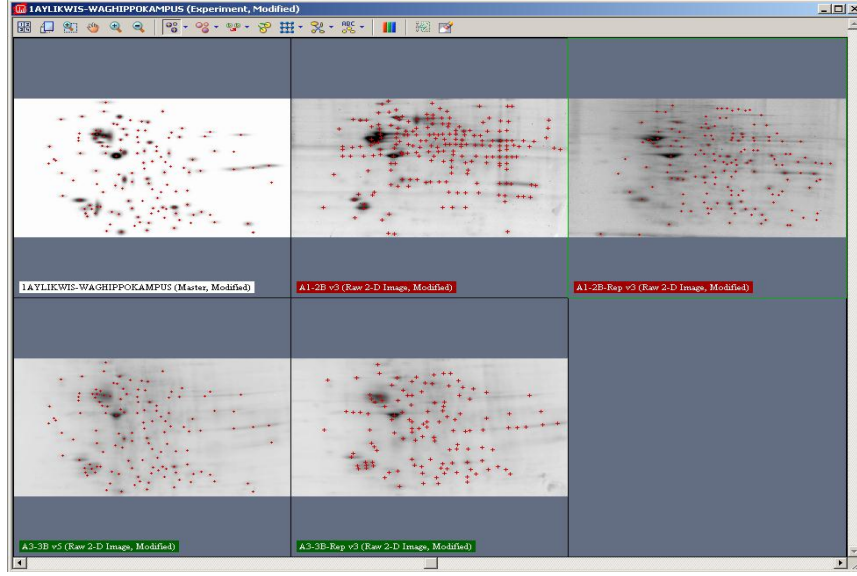 1AYLIKWIS-WAGHIPPOKAMPUS (Experiment, Modified)
ABC
1AYLIKWIS-WAGHIPPOKAMPUS (Master, Modified)
A1-2B v3 (Raw 2-D Image, Modified)
A1-2B-Rep v3 (Raw 2-D Image, Modified)
A3-3B v5 (Raw 2-D Image, Modified)
A3-3B-Rep v3 (Raw 2-D Image, Modified)